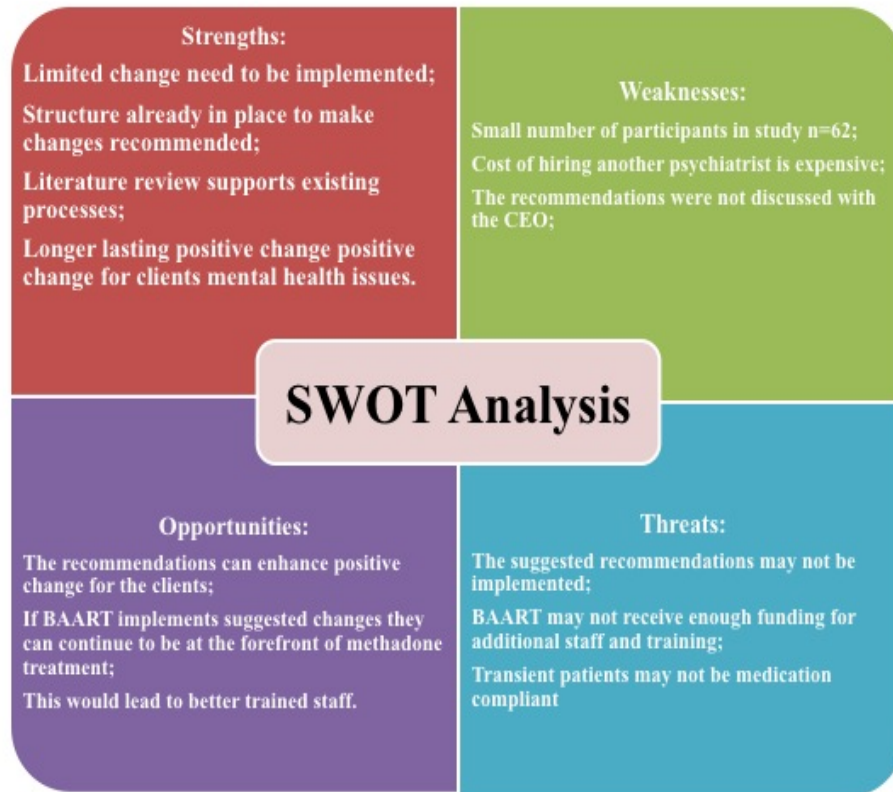 Strengths:
Limited change need to be implemented;
Structure already in place to make
changes recommended;
Literature review supports existing
processes;
Longer lasting positive change positive
change for clients mental health issues.
Weaknesses:
Small number of participants in study n=62;
Cost of hiring another psychiatrist is expensive;
The recommendations were not discussed with
the CEO;
SWOT Analysis
Opportunities:
The recommendations can enhance positive
change for the clients;
If BAART implements suggested changes they
can continue to be at the forefront of methadone
treatment;
This would lead to better trained staff.
Threats:
The suggested recommendations may not be
implemented;
BAART may not receive enough funding for
additional staff and training;
Transient patients may not be medication
compliant